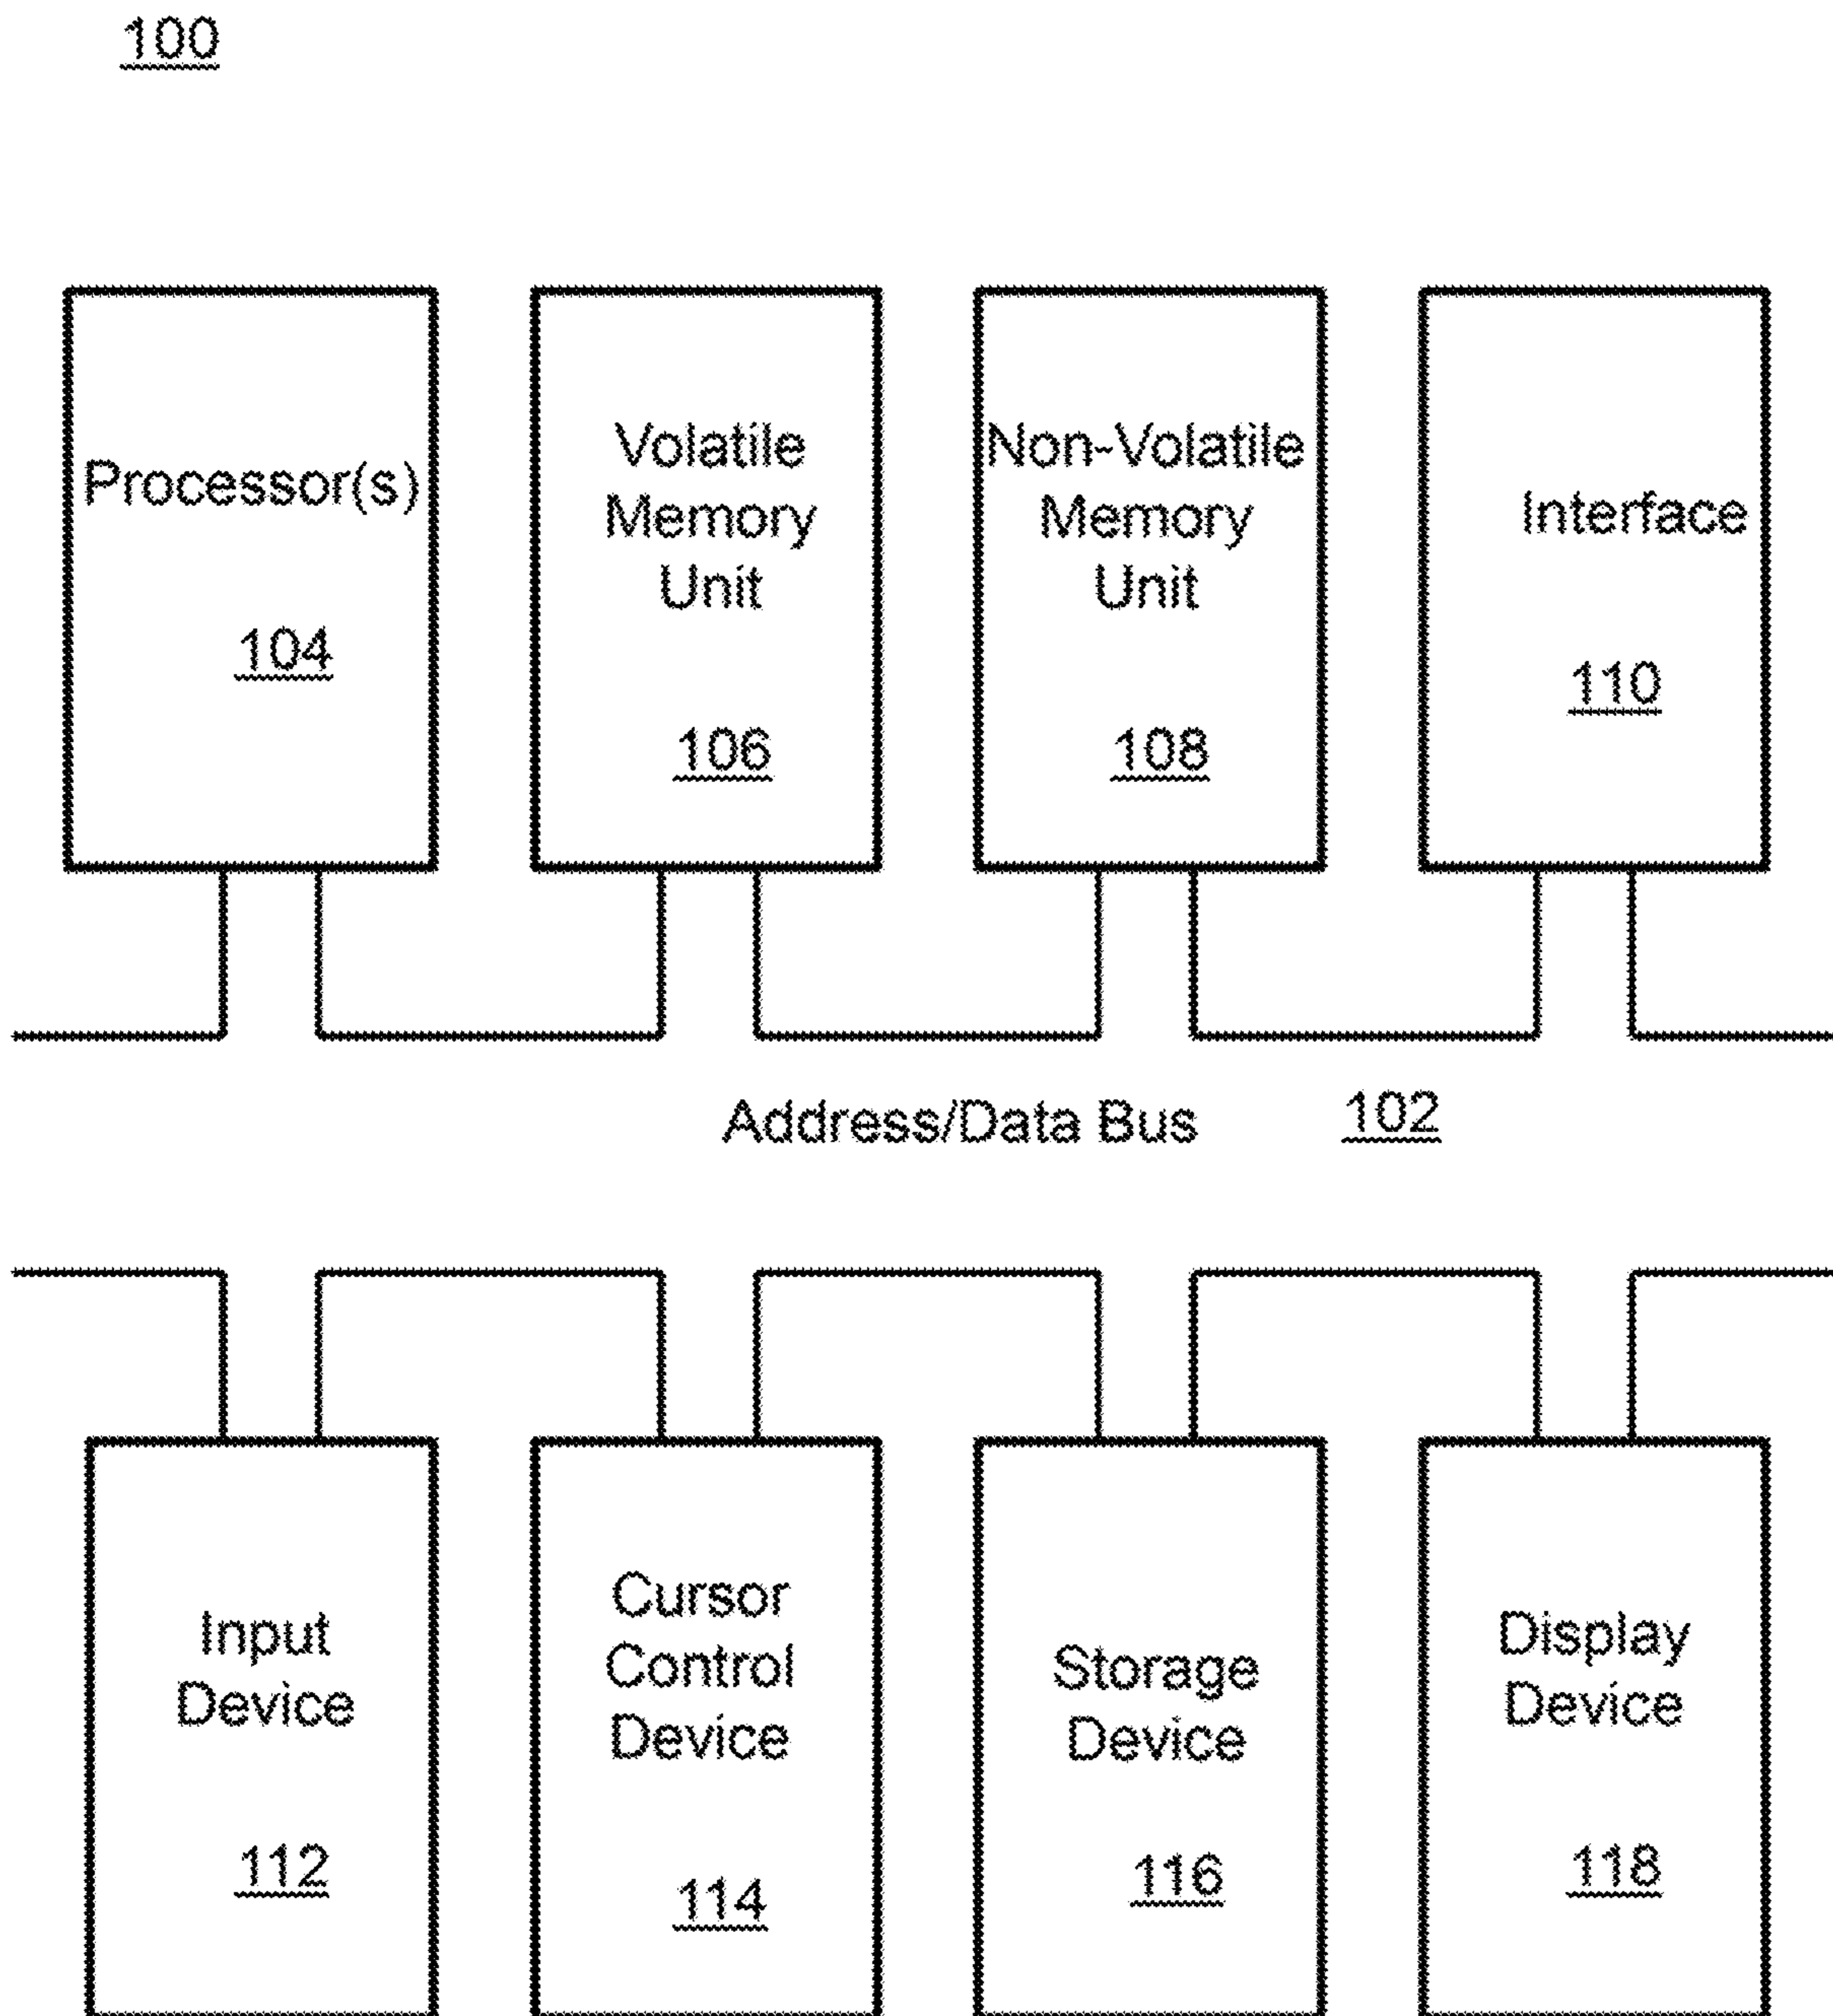 100
Processor(s)
104
Volatile
Memory
Unit
106
Non-Volatile
Memory
Unit
108
Interface
110
Address/Data Bus 102
Input
Device
112
Cursor
Control
Device
114
Storage
Device
116
Display
Device
118